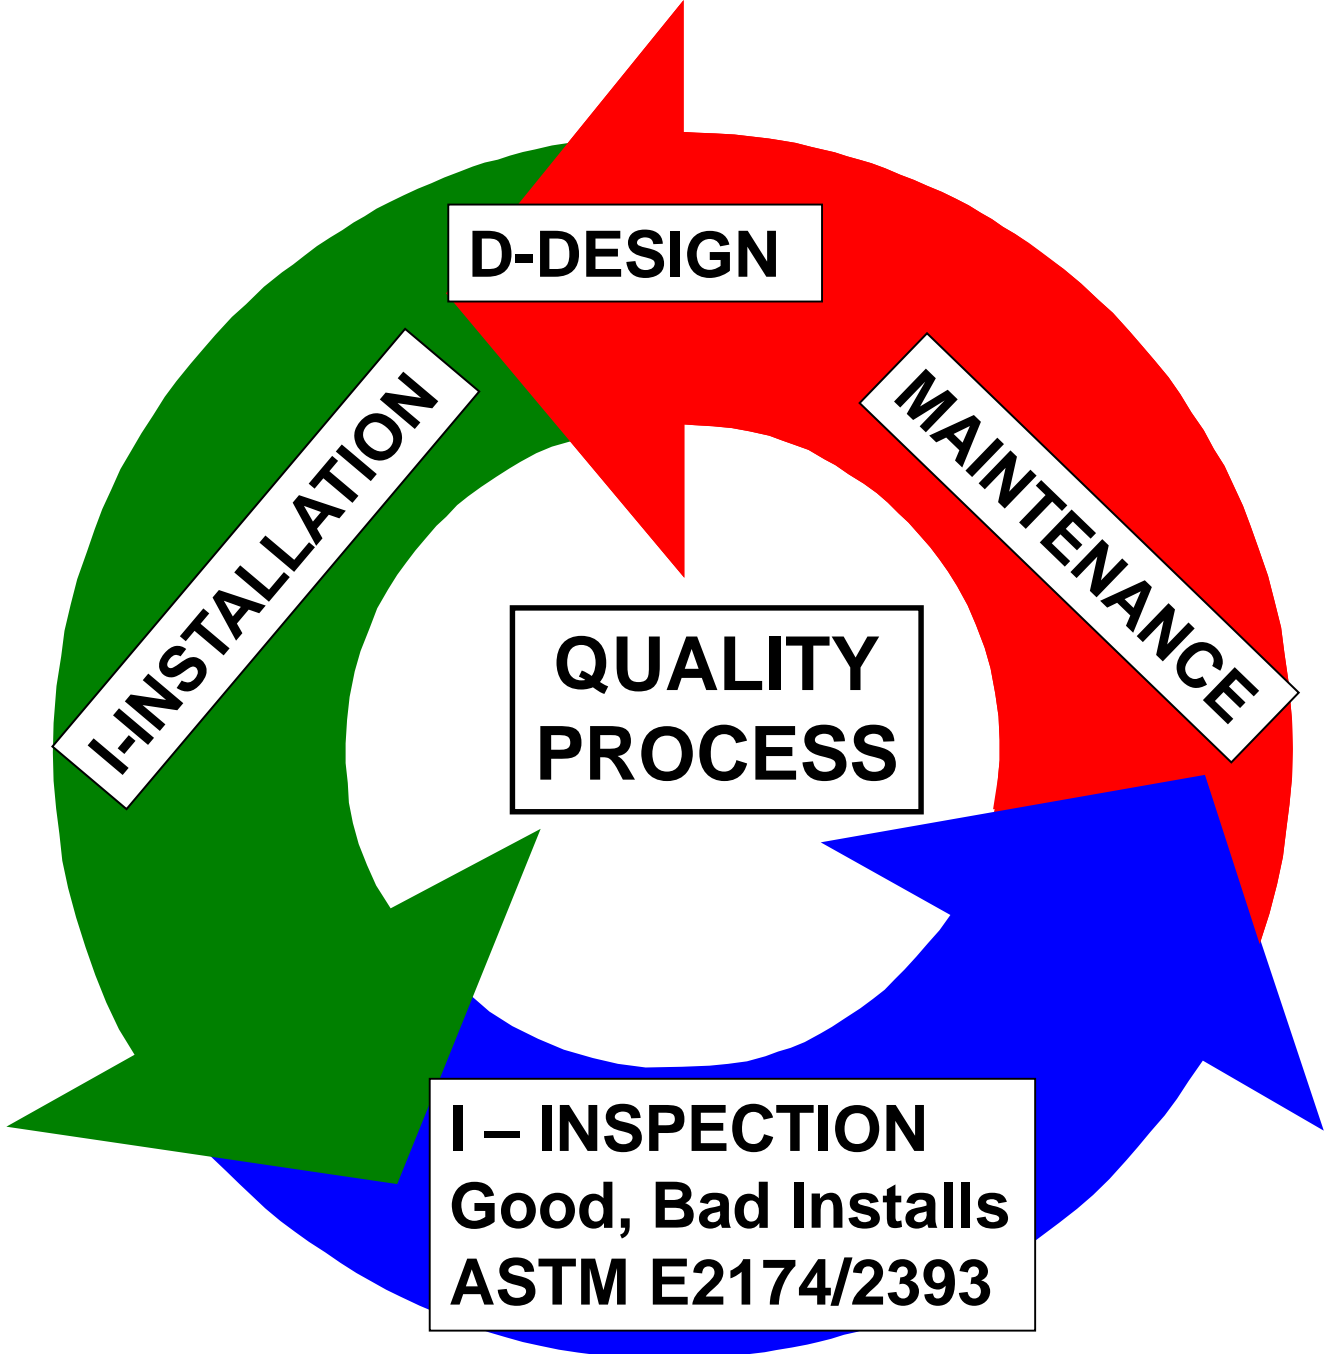 D-DESIGN
I-INSTALLATION
MAINTENANCE
QUALITY
PROCESS
I – INSPECTION
Good, Bad Installs
ASTM E2174/2393